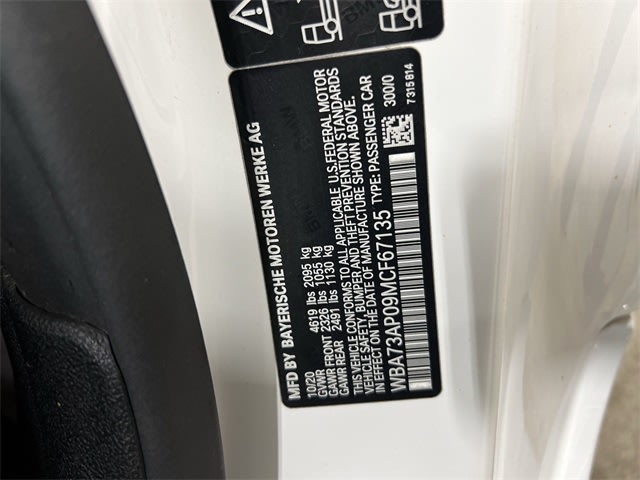 MFD BY BAYERISCHE MOTOREN WERKE AG
10/20
GVWR 4619 lbs 2095 kg
GAWR FRONT 2326 lbs 1055 kg
GAWR REAR 2491 lbs 1130 kg
THIS VEHICLE CONFORMS TO ALL APPLICABLE U.S. FEDERAL MOTOR
VEHICLE SAFETY, BUMPER AND THEFT PREVENTION STANDARDS
IN EFFECT ON THE DATE OF MANUFACTURE SHOWN ABOVE.
WBA73AP09MCF67135 TYPE: PASSENGER CAR
300/0
7 315 814